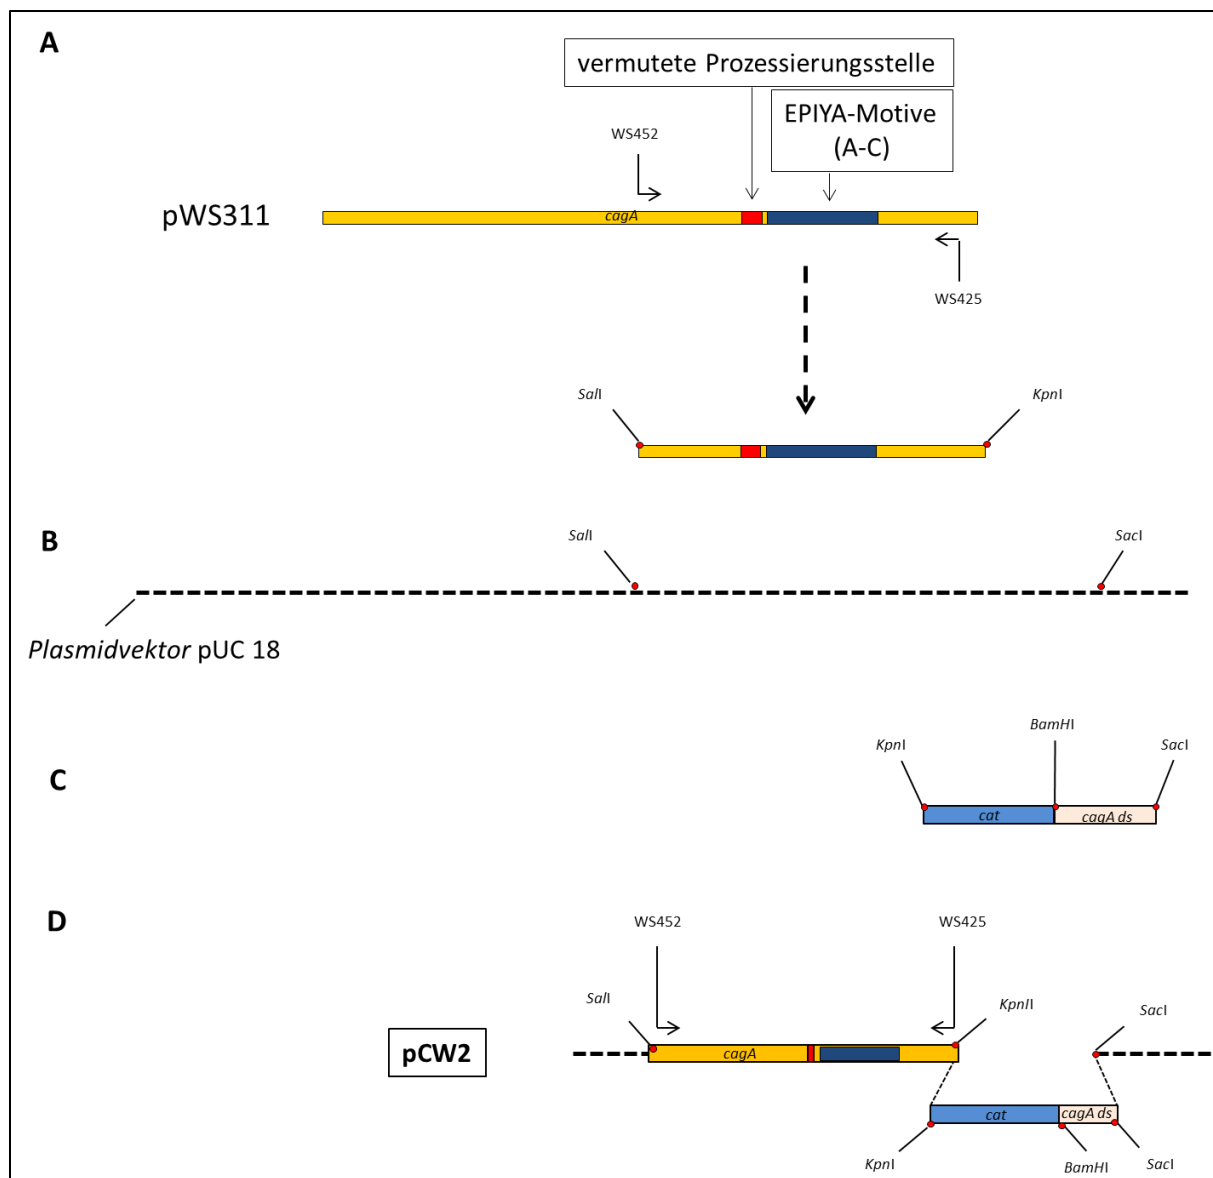 A
vermutete Prozessierungsstelle
EPIYA-Motive
(A-C)
WS452
pWS311
cagA
WS425
SalI
KpnI
B
SalI
SacI
Plasmidvektor pUC 18
BamHI
KpnI
SacI
C
cat
cagA ds
D
WS452
WS425
SalI
KpnII
SacI
pCW2
cagA
cat
cagA ds
KpnI
BamHI
SacI